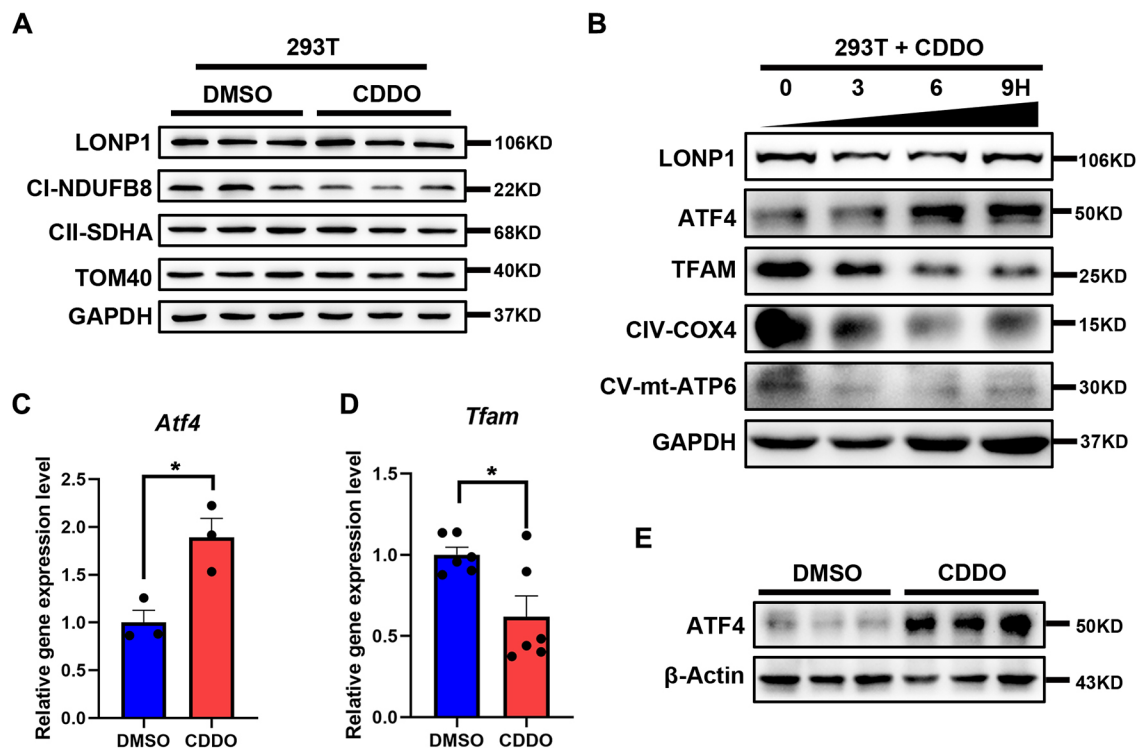 A
293T
DMSO CDDO
LONP1 106KD
CI-NDUFB8 22KD
CII-SDHA 68KD
TOM40 40KD
GAPDH 37KD
B
293T + CDDO
0 3 6 9H
LONP1 106KD
ATF4 50KD
TFAM 25KD
CIV-COX4 15KD
CV-mt-ATP6 30KD
GAPDH 37KD
C
Atf4
Relative gene expression level
*
2.5
2.0
1.5
1.0
0.5
0.0
DMSO CDDO
D
Tfam
Relative gene expression level
*
1.5
1.0
0.5
0.0
DMSO CDDO
E
DMSO CDDO
ATF4 50KD
β-Actin 43KD